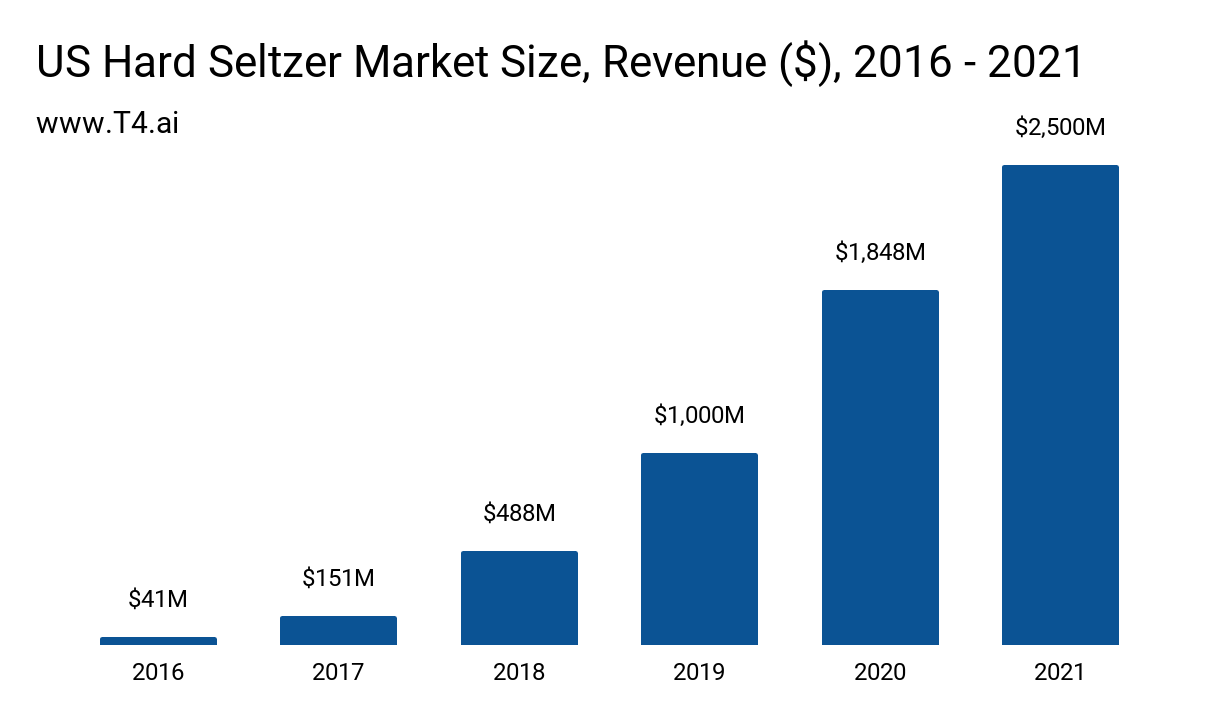 US Hard Seltzer Market Size, Revenue ($), 2016 - 2021
www.T4.ai
$41M
$151M
$488M
$1,000M
$1,848M
$2,500M
2016
2017
2018
2019
2020
2021